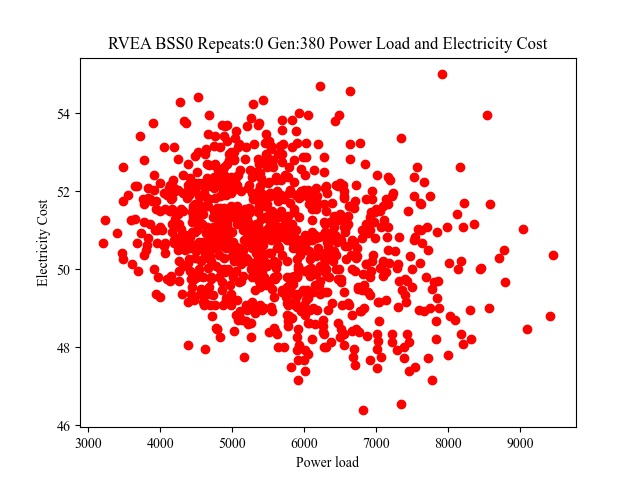 RVEA BSS0 Repeats:0 Gen:380 Power Load and Electricity Cost
Electricity Cost
54
52
50
48
46
3000 4000 5000 6000 7000 8000 9000
Power load